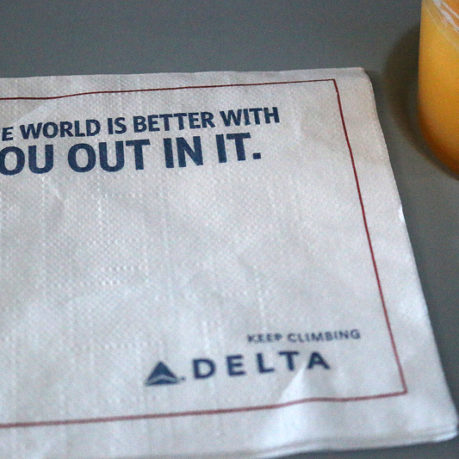 E WORLD IS BETTER WITH
OU OUT IN IT.
KEEP CLIMBING
DELTA